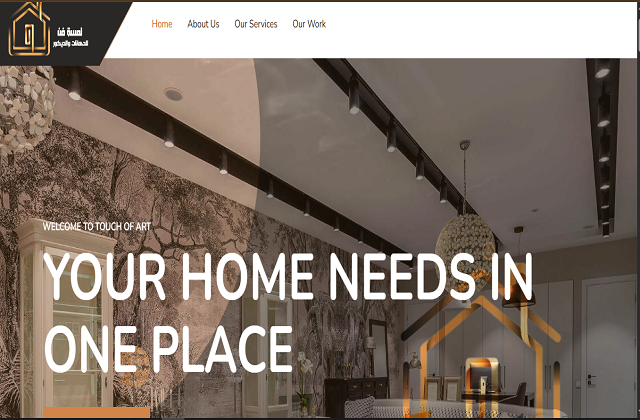 لمسة فن
للدهانات والديكور
Home
About Us
Our Services
Our Work
WELCOME TO TOUCH OF ART
YOUR HOME NEEDS IN
ONE PLACE